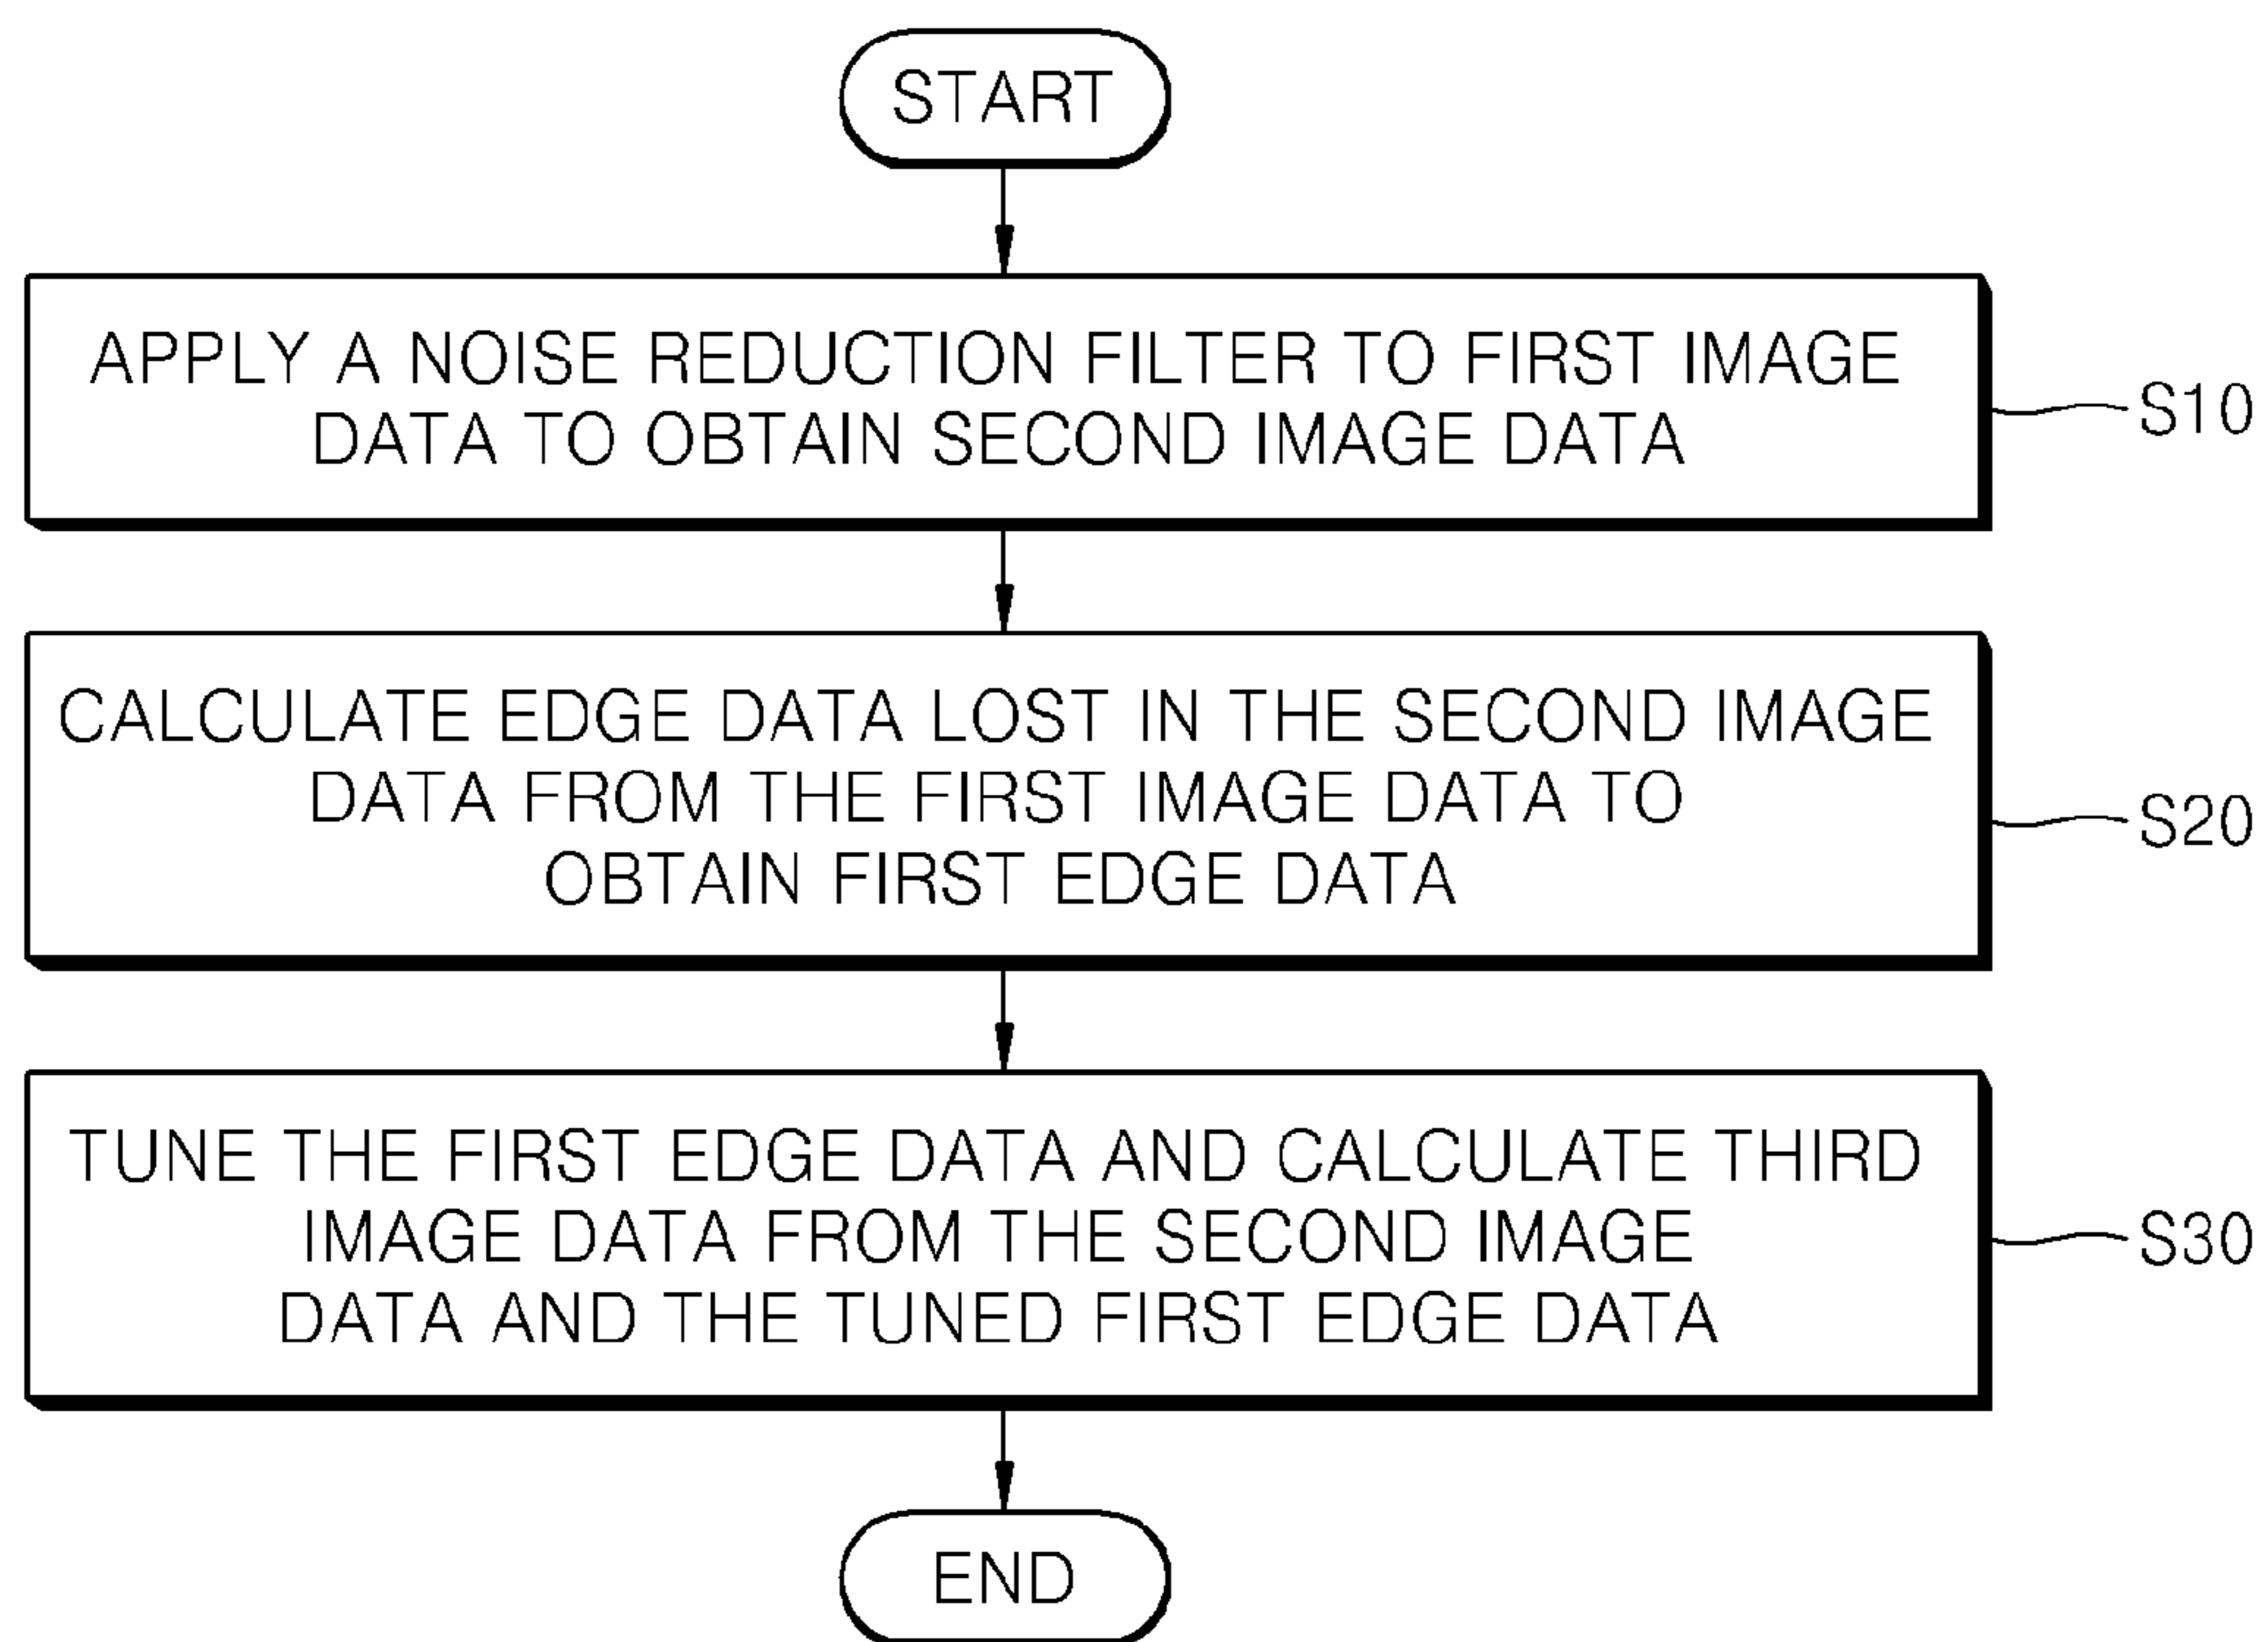 START
APPLY A NOISE REDUCTION FILTER TO FIRST IMAGE
DATA TO OBTAIN SECOND IMAGE DATA
S10
CALCULATE EDGE DATA LOST IN THE SECOND IMAGE
DATA FROM THE FIRST IMAGE DATA TO
OBTAIN FIRST EDGE DATA
S20
TUNE THE FIRST EDGE DATA AND CALCULATE THIRD
IMAGE DATA FROM THE SECOND IMAGE
DATA AND THE TUNED FIRST EDGE DATA
S30
END